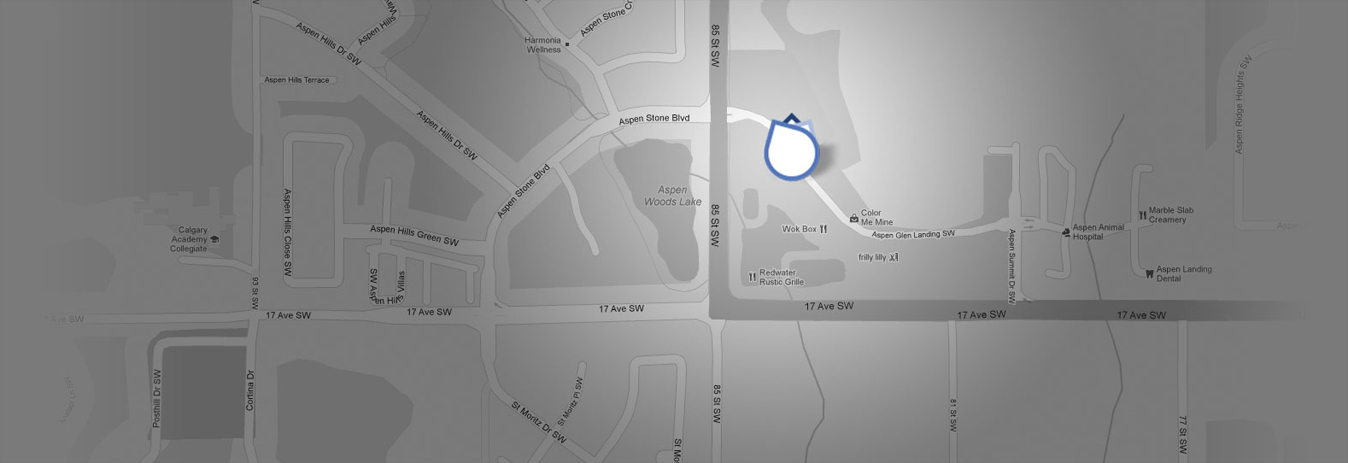 Aspen Hills Dr SW
Aspen Hills
Harmonia
Wellness
Aspen Stone Cr
85 St SW
Aspen Ridge Heights SW
Aspen Hills Terrace
Aspen Stone Blvd
Aspen Hills Dr SW
Aspen Stone Blvd
Aspen
Woods Lake
85 St SW
Color
Me Mine
Wok Box
Aspen Glen Landing SW
frilly lilly
Redwater
Rustic Grille
Marble Slab
Creamery
Aspen Animal
Hospital
Aspen Landing
Dental
Aspen Summit Dr SW
Calgary
Academy
Collegiate
Aspen Hills Close SW
Aspen Hills Green SW
93 St SW
17 Ave SW
17 Ave SW
17 Ave SW
17 Ave SW
17 Ave SW
17 Ave SW
Posthill Dr SW
Cortina Dr
St Moritz Dr SW
St Moritz Pl SW
St Mo
85 St SW
81 St SW
77 St SW